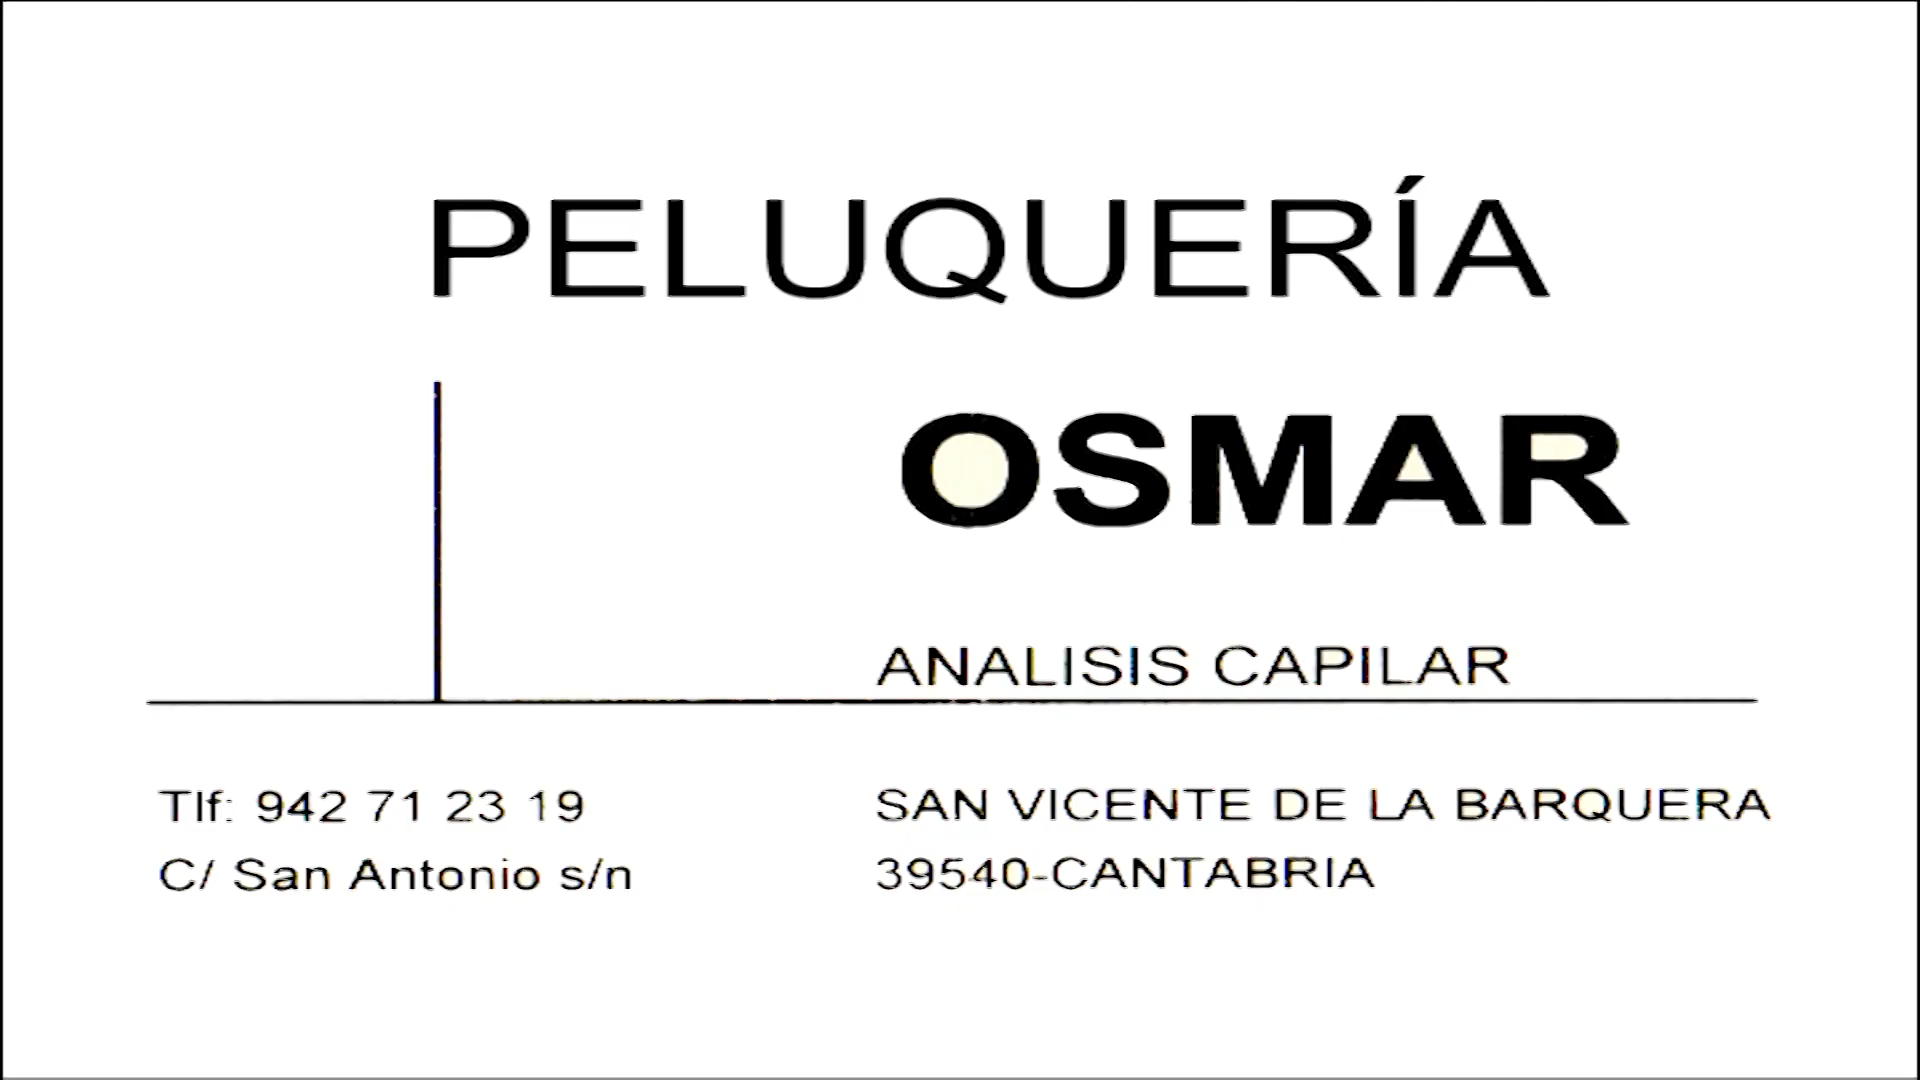 PELUQUERÍA
OSMAR
ANALISIS CAPILAR
Tlf: 942 71 23 19
C/ San Antonio s/n
SAN VICENTE DE LA BARQUERA
39540-CANTABRIA